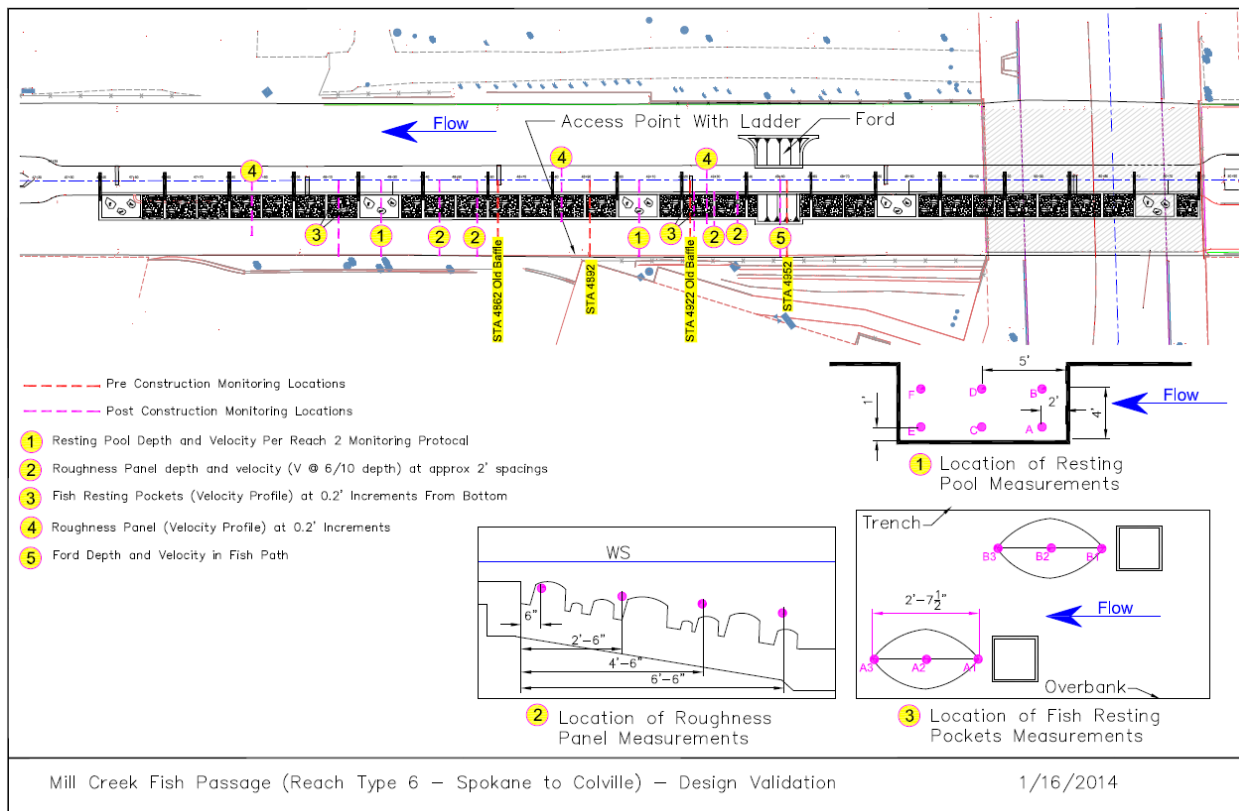 Flow
Access Point With Ladder
Ford
4
4
4
3
1
2
2
1
3
2
2
5
STA 4862 Old Baffle
STA 4892
STA 4922 Old Baffle
STA 4952
Pre Construction Monitoring Locations
Post Construction Monitoring Locations
1 Resting Pool Depth and Velocity Per Reach 2 Monitoring Protocal
2 Roughness Panel depth and velocity (V @ 6/10 depth) at approx 2' spacings
3 Fish Resting Pockets (Velocity Profile) at 0.2' Increments From Bottom
4 Roughness Panel (Velocity Profile) at 0.2' Increments
5 Ford Depth and Velocity in Fish Path
5'
F D B
2'
1'
4'
E C A
Flow
1 Location of Resting
Pool Measurements
WS
6"
2'-6"
4'-6"
6'-6"
2 Location of Roughness
Panel Measurements
Trench
B3 B2 B1
2'-7½"
Flow
A3 A2 A1
Overbank
3 Location of Fish Resting
Pockets Measurements
Mill Creek Fish Passage (Reach Type 6 – Spokane to Colville) – Design Validation
1/16/2014